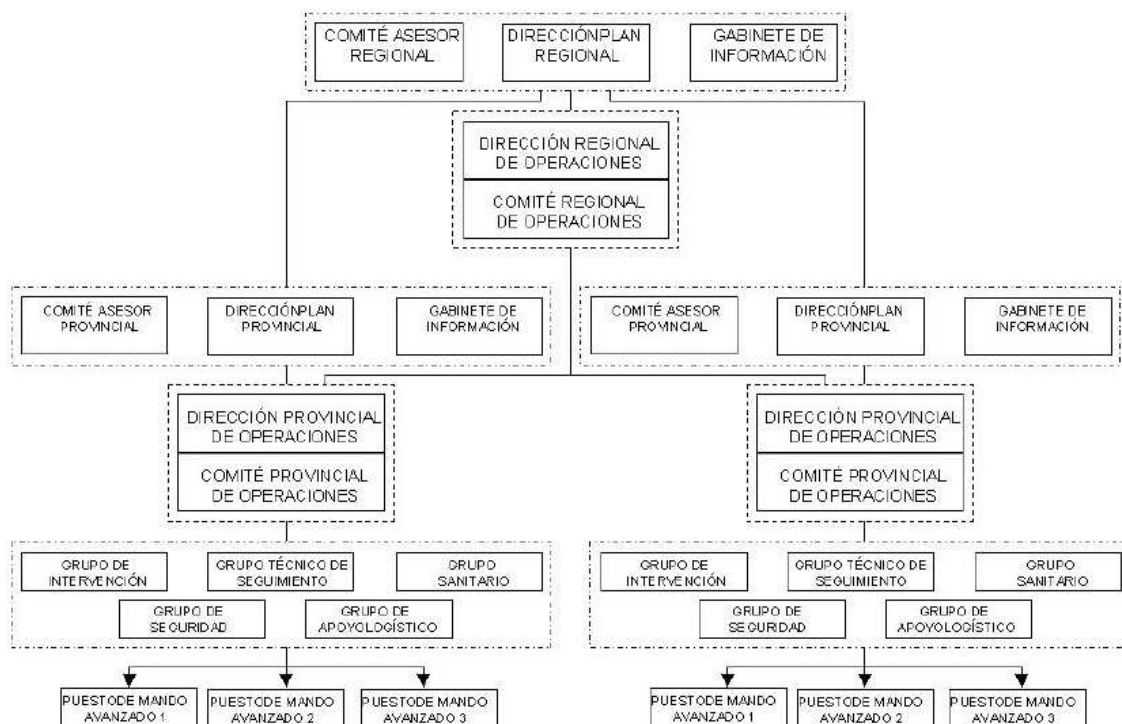 COMITÉ ASESOR
REGIONAL
DIRECCIÓNPLAN
REGIONAL
GABINETE DE
INFORMACIÓN
DIRECCIÓN REGIONAL
DE OPERACIONES
COMITÉ REGIONAL
DE OPERACIONES
COMITÉ ASESOR
PROVINCIAL
DIRECCIÓNPLAN
PROVINCIAL
GABINETE DE
INFORMACIÓN
COMITÉ ASESOR
PROVINCIAL
DIRECCIÓNPLAN
PROVINCIAL
GABINETE DE
INFORMACIÓN
DIRECCIÓN PROVINCIAL
DE OPERACIONES
COMITÉ PROVINCIAL
DE OPERACIONES
DIRECCIÓN PROVINCIAL
DE OPERACIONES
COMITÉ PROVINCIAL
DE OPERACIONES
GRUPO DE
INTERVENCIÓN
GRUPO TÉCNICO DE
SEGUIMIENTO
GRUPO
SANITARIO
GRUPO DE
SEGURIDAD
GRUPO DE
APOYOLOGÍSTICO
GRUPO DE
INTERVENCIÓN
GRUPO TÉCNICO DE
SEGUIMIENTO
GRUPO
SANITARIO
GRUPO DE
SEGURIDAD
GRUPO DE
APOYOLOGÍSTICO
PUESTODE MANDO
AVANZADO 1
PUESTODE MANDO
AVANZADO 2
PUESTODE MANDO
AVANZADO 3
PUESTODE MANDO
AVANZADO 1
PUESTODE MANDO
AVANZADO 2
PUESTODE MANDO
AVANZADO 3